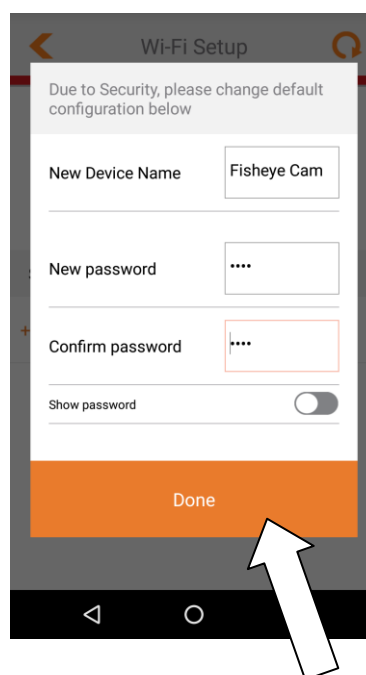 Wi-Fi Setup
Due to Security, please change default
configuration below
New Device Name
Fisheye Cam
New password
••••
Confirm password
••••
Show password
Done